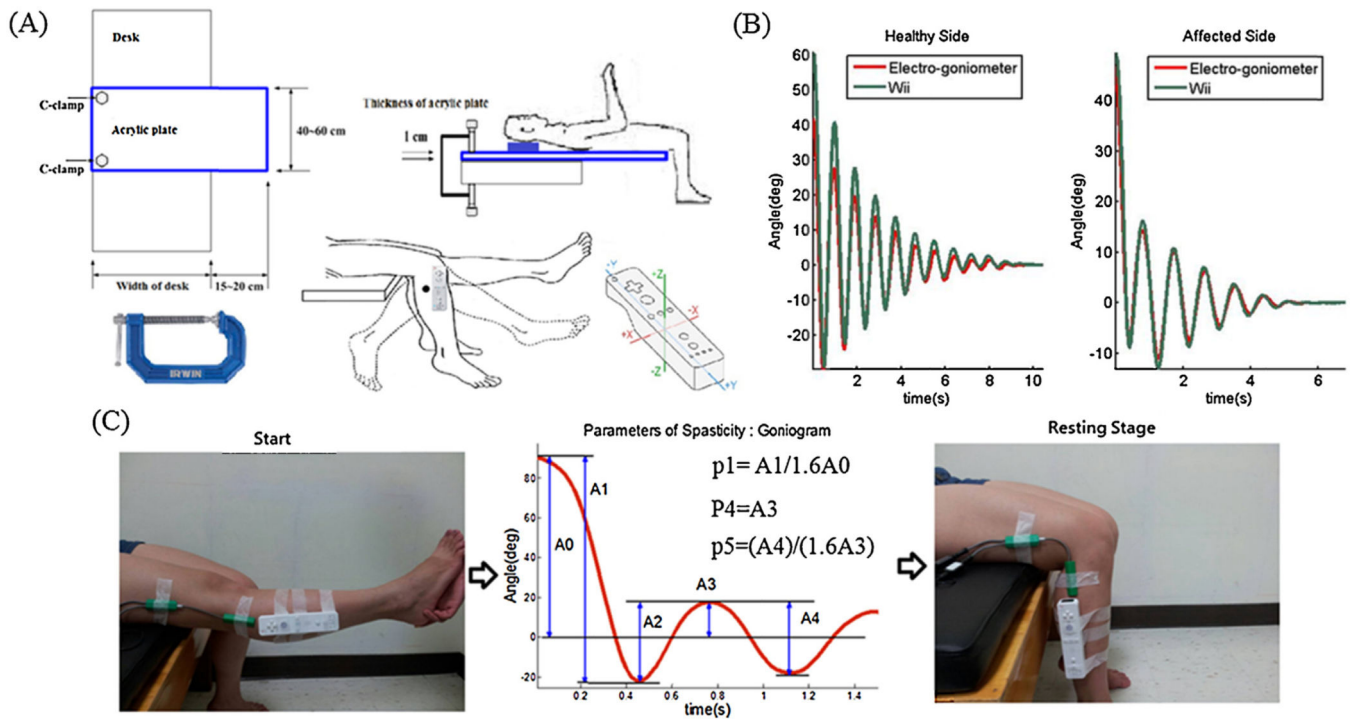 (A)
Desk
C-clamp
Acrylic plate
C-clamp
40~60 cm
Width of desk
15~20 cm
Thickness of acrylic plate
1 cm
IRWIN
-Y
+Z
-X
+X
-Z
+Y
(B)
Healthy Side
Electro-goniometer
Wii
Angle(deg)
60
50
40
30
20
10
0
-10
-20
2
4
6
8
10
time(s)
Affected Side
Electro-goniometer
Wii
Angle(deg)
40
30
20
10
0
-10
0
2
4
6
time(s)
(C)
Start
Parameters of Spasticity : Goniogram
p1= A1/1.6A0
P4=A3
p5=(A4)/(1.6A3)
A0
A1
A2
A3
A4
Angle(deg)
80
60
40
20
0
-20
0
0.2
0.4
0.6
0.8
1
1.2
1.4
time(s)
Resting Stage